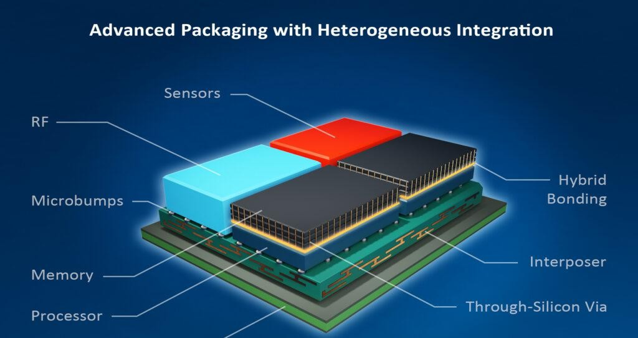 Advanced Packaging with Heterogeneous Integration
Sensors
RF
Hybrid
Bonding
Microbumps
Interposer
Memory
Through-Silicon Via
Processor